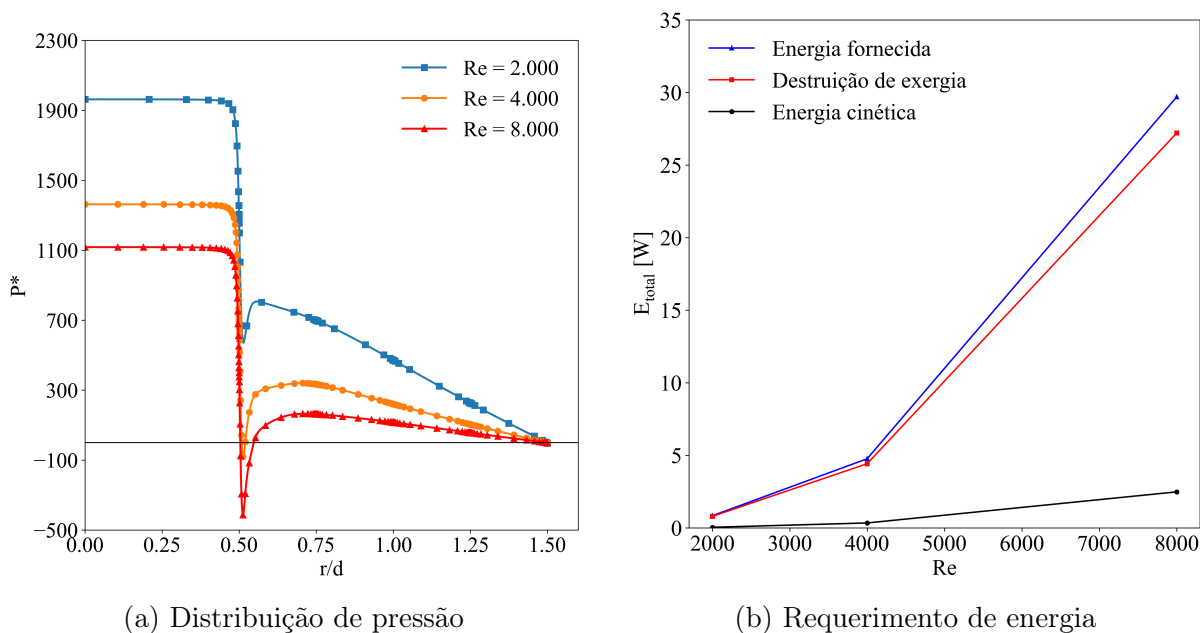 2300
1900
1500
1100
700
300
−100
−500
P*
0.00 0.25 0.50 0.75 1.00 1.25 1.50
r/d
Re = 2.000
Re = 4.000
Re = 8.000
(a) Distribuição de pressão
35
30
25
20
15
10
5
0
E_total [W]
2000 3000 4000 5000 6000 7000 8000
Re
Energia fornecida
Destruição de exergia
Energia cinética
(b) Requerimento de energia